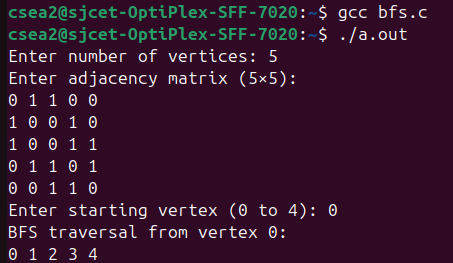 csea2@sjcet-OptiPlex-SFF-7020:~$ gcc bfs.c
csea2@sjcet-OptiPlex-SFF-7020:~$ ./a.out
Enter number of vertices: 5
Enter adjacency matrix (5×5):
0 1 1 0 0
1 0 0 1 0
1 0 0 1 1
0 1 1 0 1
0 0 1 1 0
Enter starting vertex (0 to 4): 0
BFS traversal from vertex 0:
0 1 2 3 4